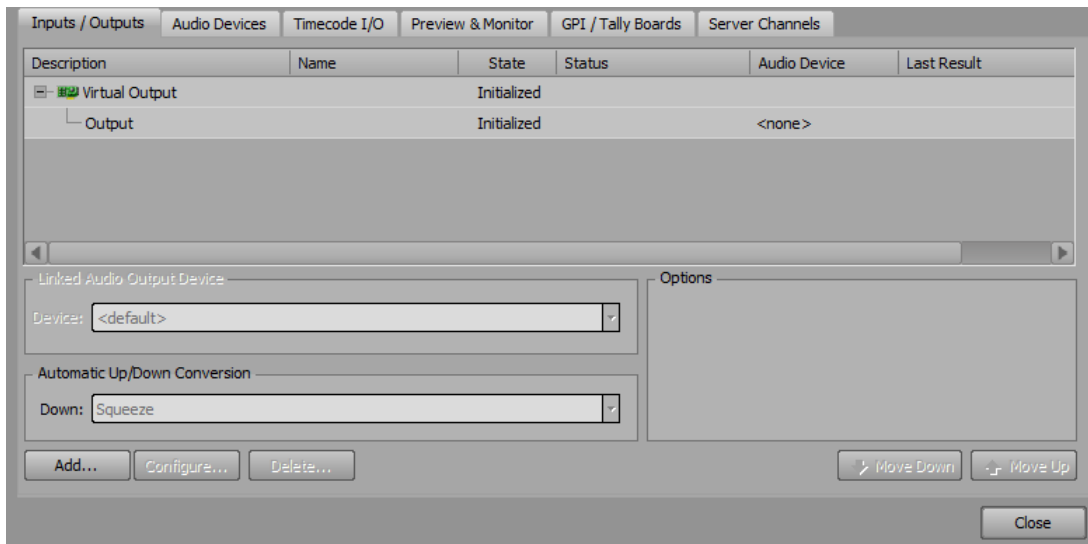 Inputs / Outputs Audio Devices Timecode I/O Preview & Monitor GPI / Tally Boards Server Channels
Description Name State Status Audio Device Last Result
Virtual Output Initialized
Output Initialized <none>
Linked Audio Output Device
Options
Device: <default>
Automatic Up/Down Conversion
Down: Squeeze
Add... Configure... Delete... Move Down Move Up
Close